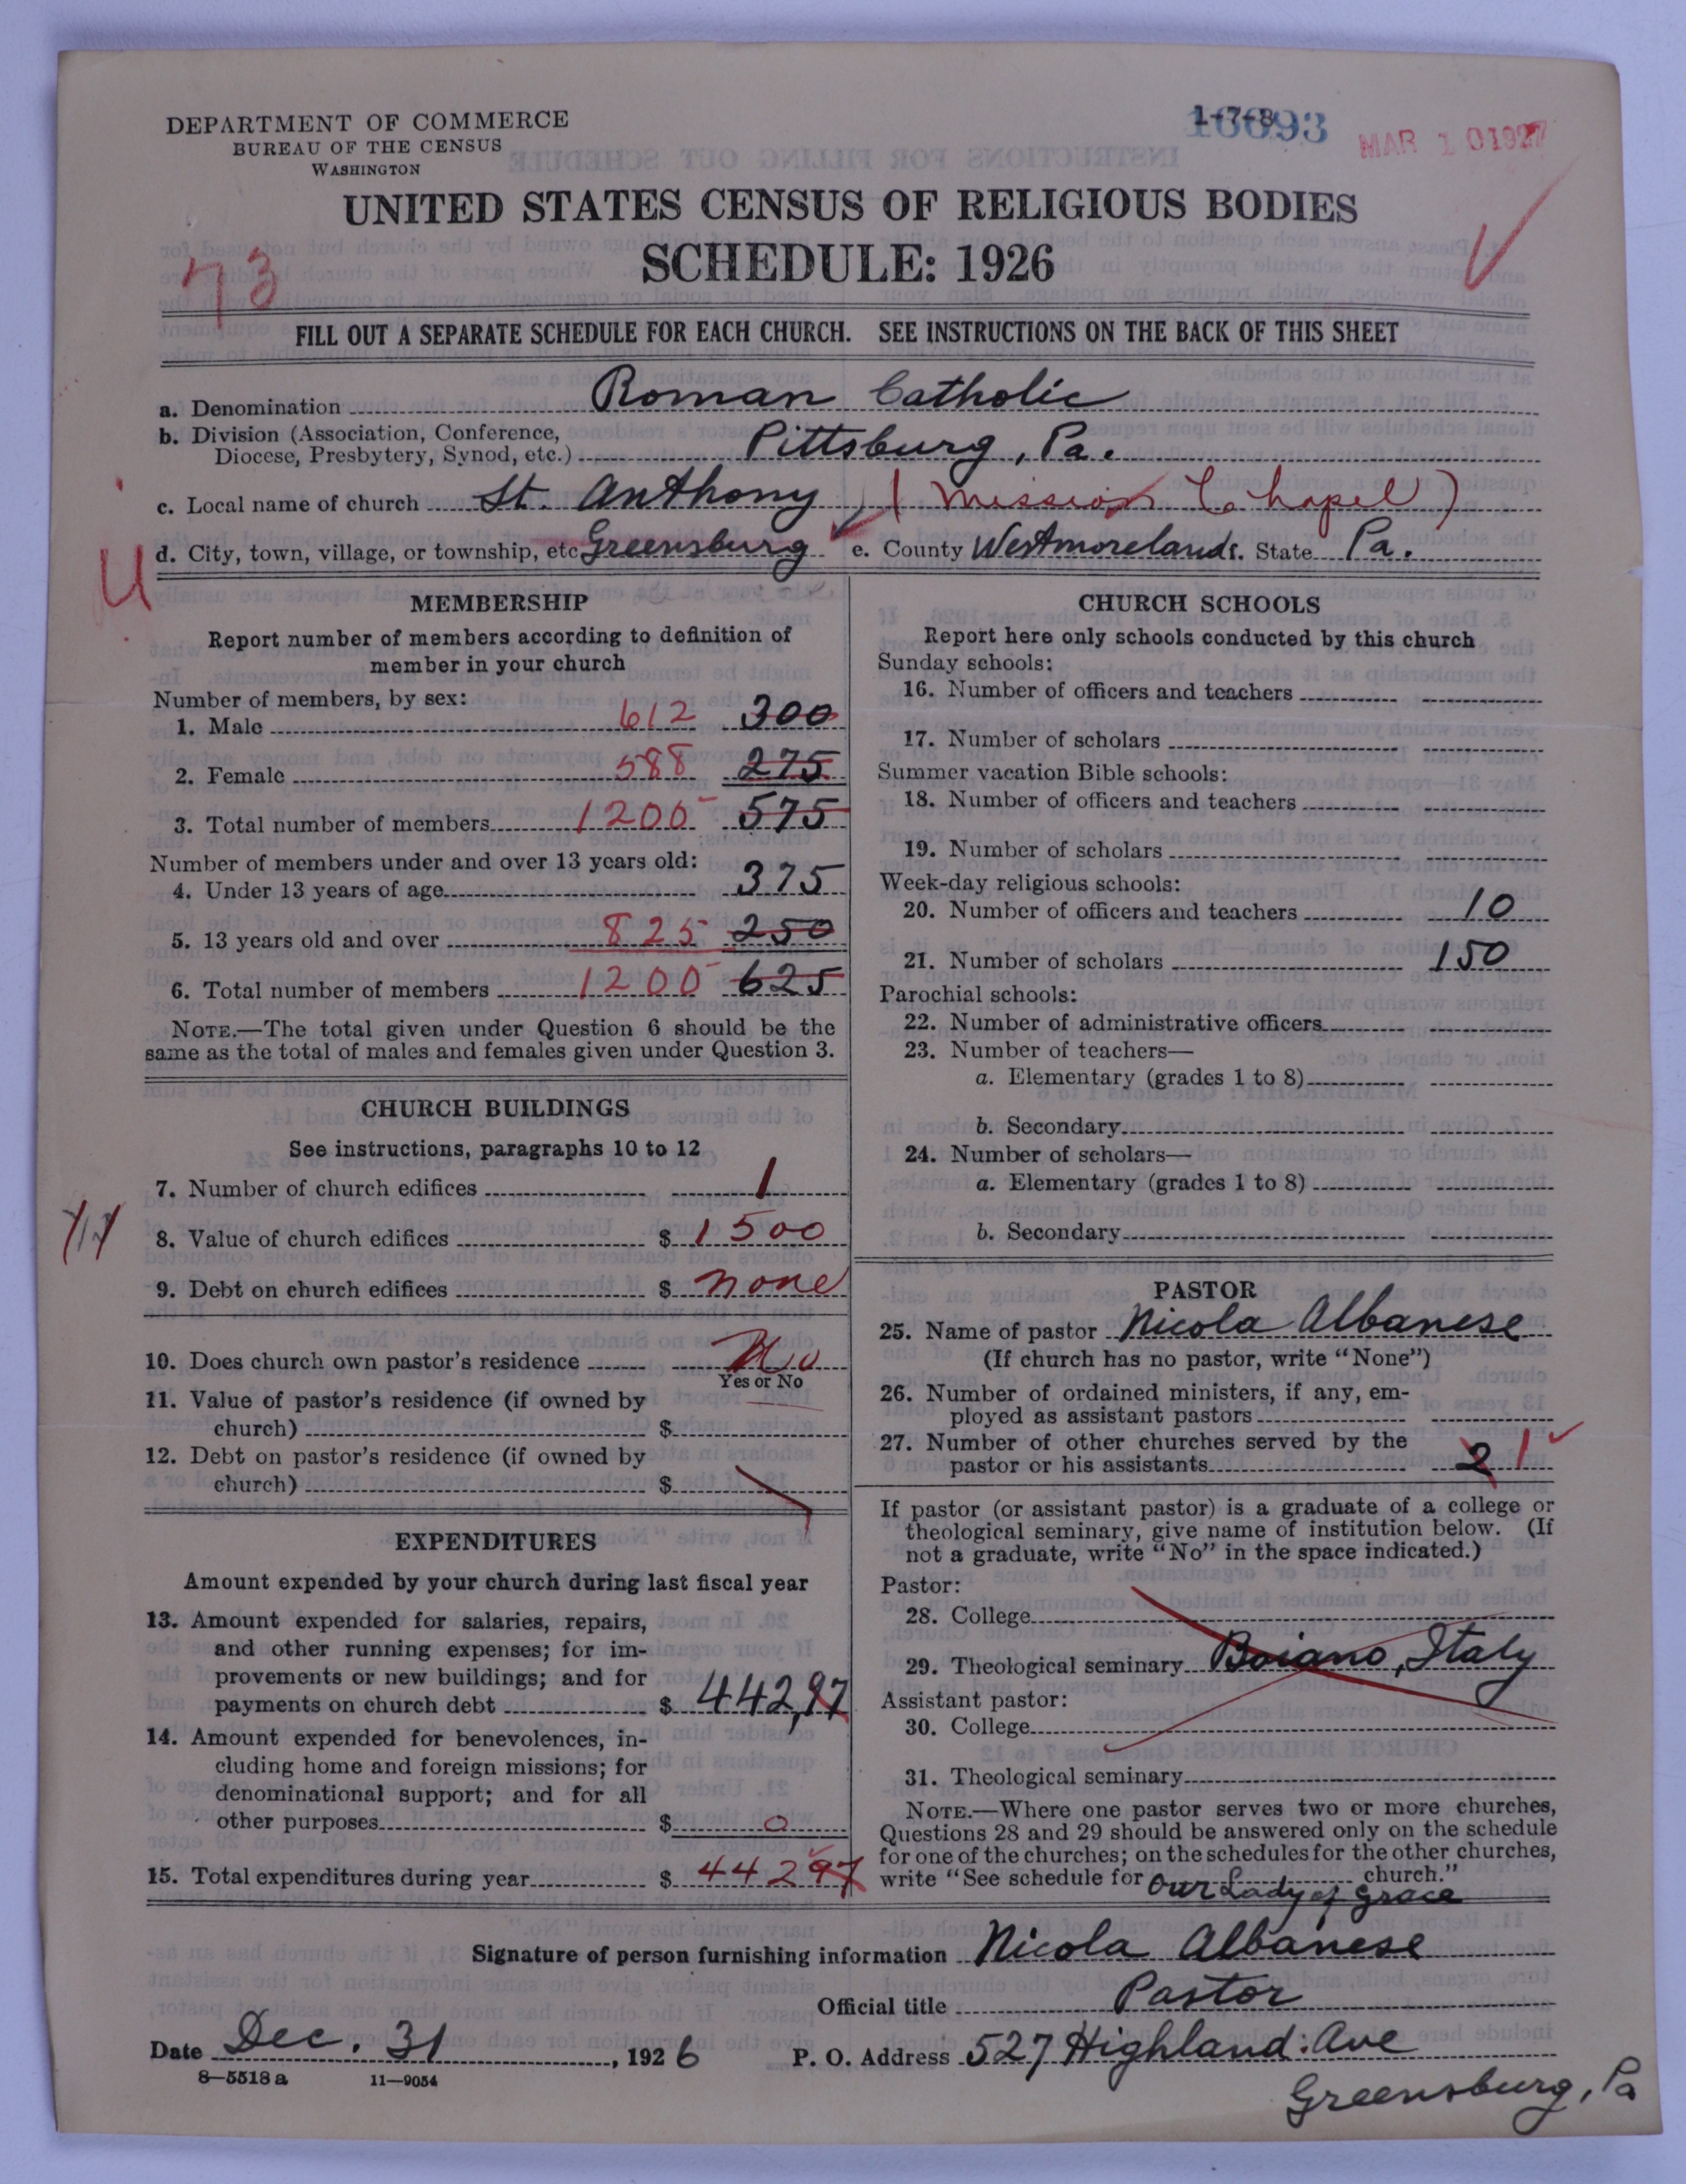 DEPARTMENT OF COMMERCE
BUREAU OF THE CENSUS
WASHINGTON
MAR 10 1927
UNITED STATES CENSUS OF RELIGIOUS BODIES
SCHEDULE: 1926
73
FILL OUT A SEPARATE SCHEDULE FOR EACH CHURCH. SEE INSTRUCTIONS ON THE BACK OF THIS SHEET
a. Denomination Roman Catholic
b. Division (Association, Conference,
Diocese, Presbytery, Synod, etc.) Pittsburg, Pa.
c. Local name of church St. Anthony (Mission Chapel)
d. City, town, village, or township, etc Greensburg e. County Westmoreland f. State Pa.
U
MEMBERSHIP
Report number of members according to definition of
member in your church
Number of members, by sex:
1. Male 612 300
2. Female 588 275
3. Total number of members 1200 575
Number of members under and over 13 years old:
4. Under 13 years of age 375
5. 13 years old and over 825 250
6. Total number of members 1200 625
NOTE.—The total given under Question 6 should be the
same as the total of males and females given under Question 3.
CHURCH BUILDINGS
See instructions, paragraphs 10 to 12
7. Number of church edifices 1
8. Value of church edifices $ 1500
9. Debt on church edifices $ none
10. Does church own pastor's residence No
Yes or No
11. Value of pastor's residence (if owned by
church) $
12. Debt on pastor's residence (if owned by
church) $
EXPENDITURES
Amount expended by your church during last fiscal year
13. Amount expended for salaries, repairs,
and other running expenses; for im-
provements or new buildings; and for
payments on church debt $ 442,97
14. Amount expended for benevolences, in-
cluding home and foreign missions; for
denominational support; and for all
other purposes $ 0
15. Total expenditures during year $ 442 97
CHURCH SCHOOLS
Report here only schools conducted by this church
Sunday schools:
16. Number of officers and teachers
17. Number of scholars
Summer vacation Bible schools:
18. Number of officers and teachers
19. Number of scholars
Week-day religious schools:
20. Number of officers and teachers 10
21. Number of scholars 150
Parochial schools:
22. Number of administrative officers
23. Number of teachers—
a. Elementary (grades 1 to 8)
b. Secondary
24. Number of scholars—
a. Elementary (grades 1 to 8)
b. Secondary
PASTOR
25. Name of pastor Nicola Albanese
(If church has no pastor, write "None")
26. Number of ordained ministers, if any, em-
ployed as assistant pastors
27. Number of other churches served by the
pastor or his assistants 2 1
If pastor (or assistant pastor) is a graduate of a college or
theological seminary, give name of institution below. (If
not a graduate, write "No" in the space indicated.)
Pastor:
28. College
29. Theological seminary Boiano, Italy
Assistant pastor:
30. College
31. Theological seminary
NOTE.—Where one pastor serves two or more churches,
Questions 28 and 29 should be answered only on the schedule
for one of the churches; on the schedules for the other churches,
write "See schedule for Our Lady of Grace church."
Signature of person furnishing information Nicola Albanese
Official title Pastor
Date Dec. 31, 1926 P. O. Address 527 Highland Ave
Greensburg, Pa
8—5518 a 11—9054